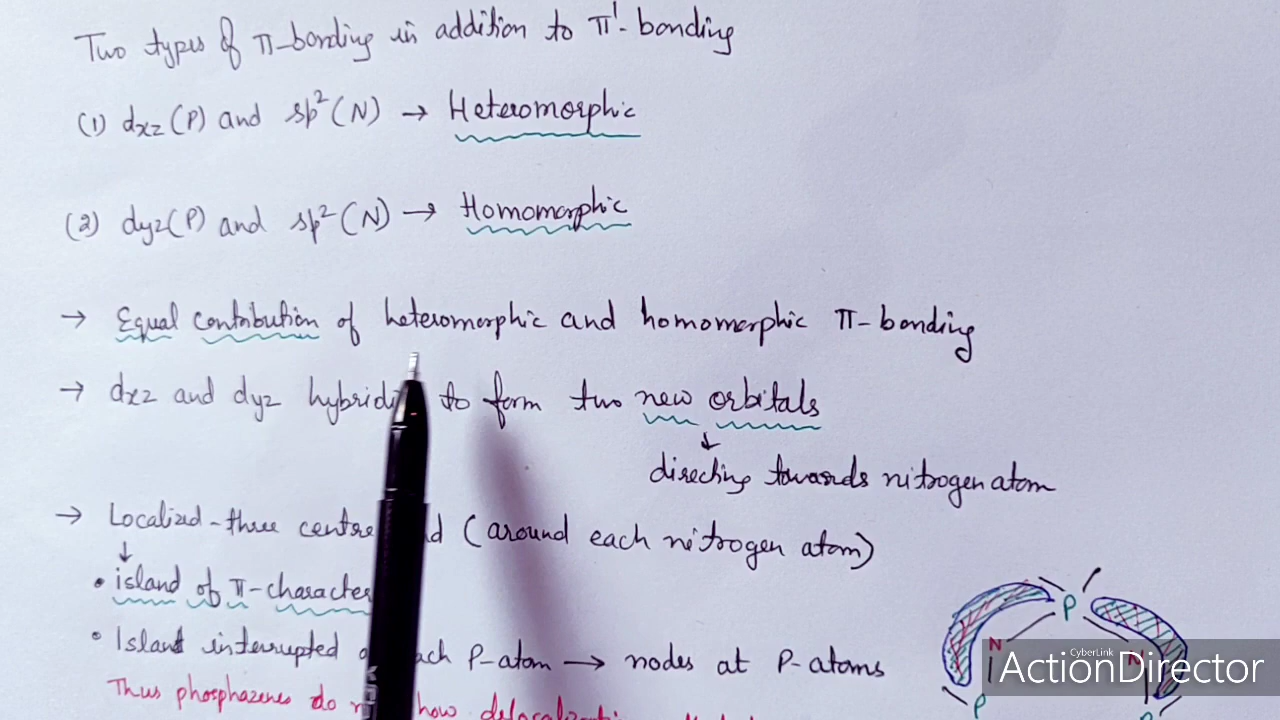 Two types of π-bonding in addition to π'-bonding
(1) dxz (P) and sp²(N) → Heteromorphic
(2) dyz(P) and sp²(N) → Homomorphic
→ Equal contribution of heteromorphic and homomorphic π-bonding
→ dxz and dyz hybridi to form two new orbitals
↓
directing towards nitrogen atom
→ Localized-three centre d (around each nitrogen atom)
↓
• island of π-character
• Island interrupted ach P-atom → nodes at P-atoms
Thus phosphazenes do how
P
N
N
P
CyberLink
ActionDirector